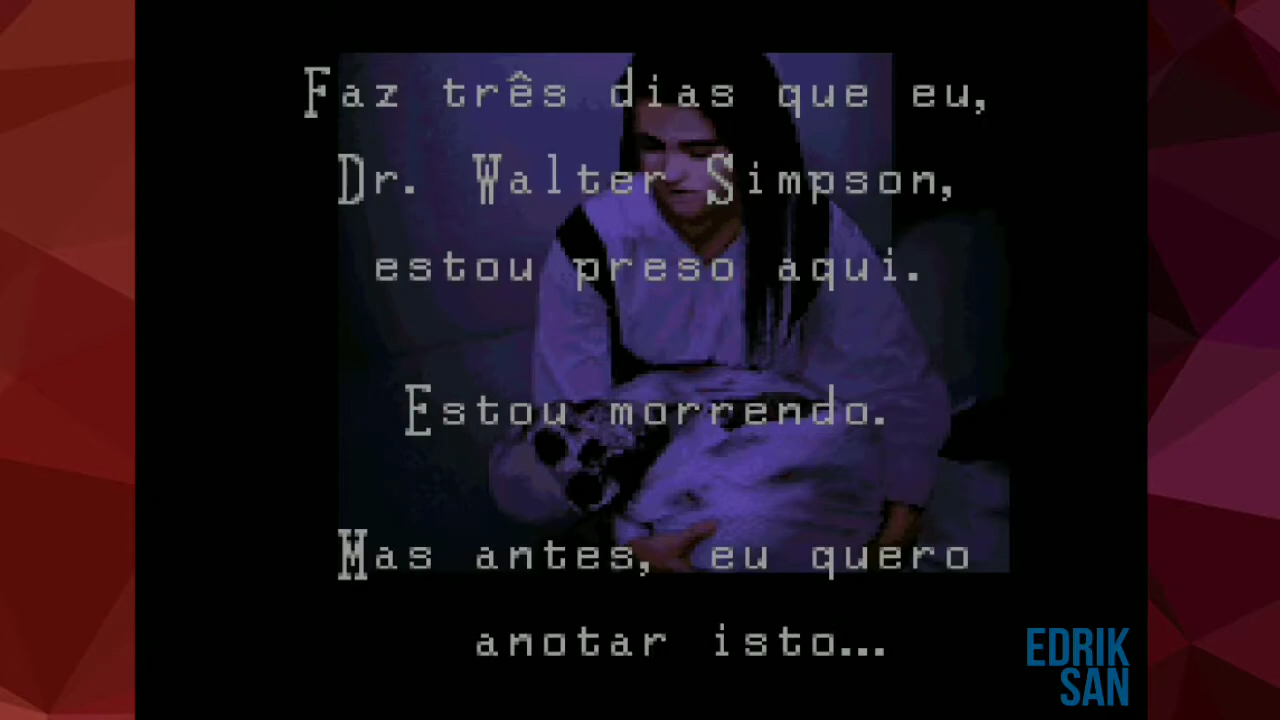 Faz três dias que eu,
Dr. Walter Simpson,
estou preso aqui.
Estou morrendo.
Mas antes, eu quero
anotar isto...
EDRIK
SAN